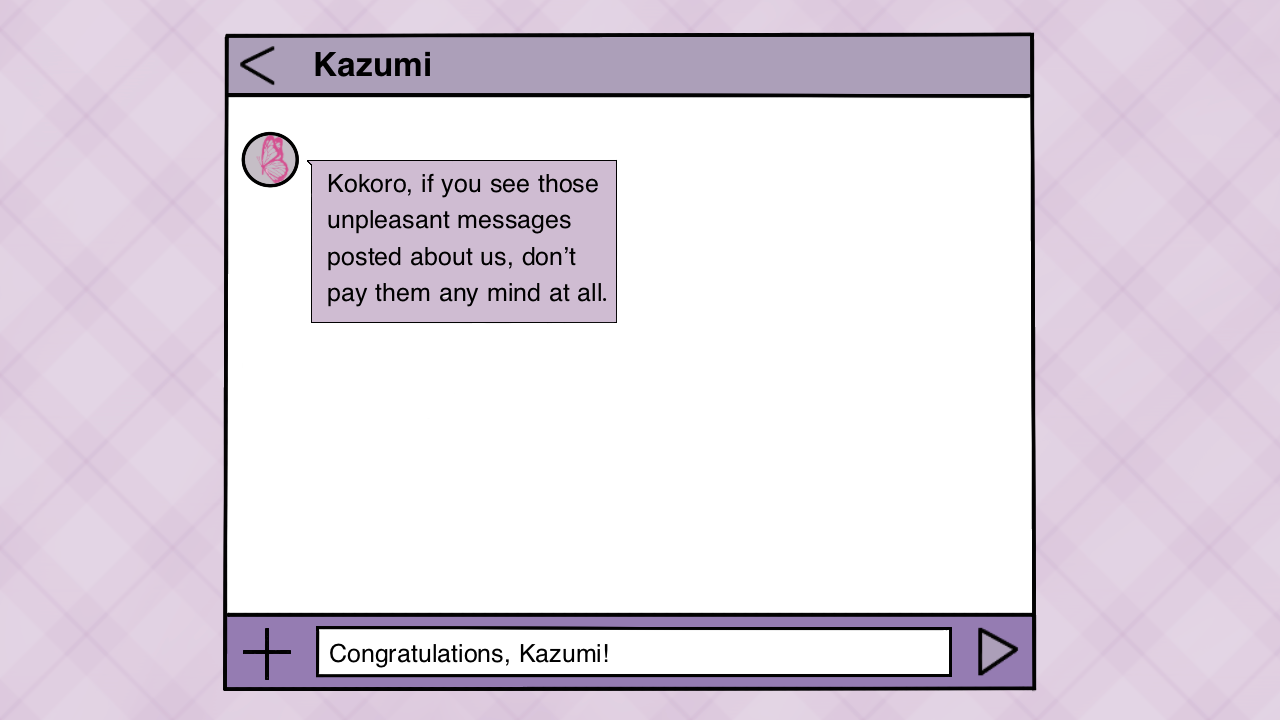 Kazumi
Kokoro, if you see those
unpleasant messages
posted about us, don’t
pay them any mind at all.
Congratulations, Kazumi!